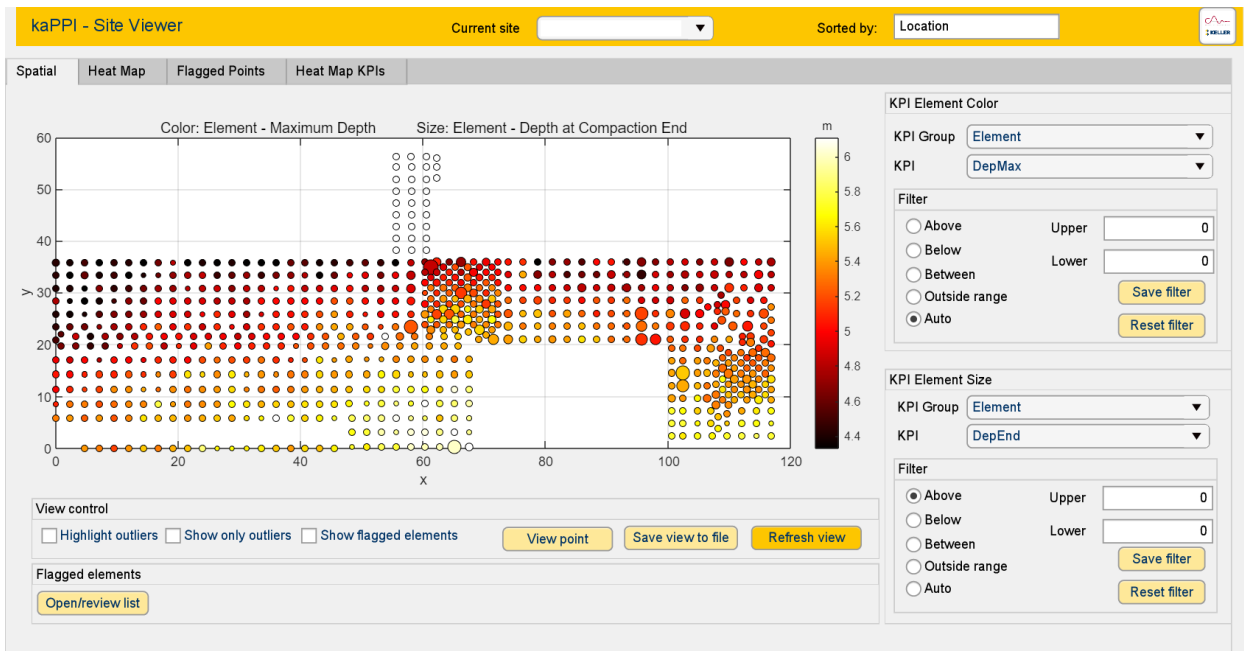 kaPPI - Site Viewer
Current site
Sorted by:
Location
KELLER
Spatial
Heat Map
Flagged Points
Heat Map KPIs
Color: Element - Maximum Depth
Size: Element - Depth at Compaction End
m
60
50
40
30
20
10
0
y
0
20
40
60
80
100
120
x
6
5.8
5.6
5.4
5.2
5
4.8
4.6
4.4
View control
Highlight outliers
Show only outliers
Show flagged elements
View point
Save view to file
Refresh view
Flagged elements
Open/review list
KPI Element Color
KPI Group
Element
KPI
DepMax
Filter
Above
Below
Between
Outside range
Auto
Upper
0
Lower
0
Save filter
Reset filter
KPI Element Size
KPI Group
Element
KPI
DepEnd
Filter
Above
Below
Between
Outside range
Auto
Upper
0
Lower
0
Save filter
Reset filter